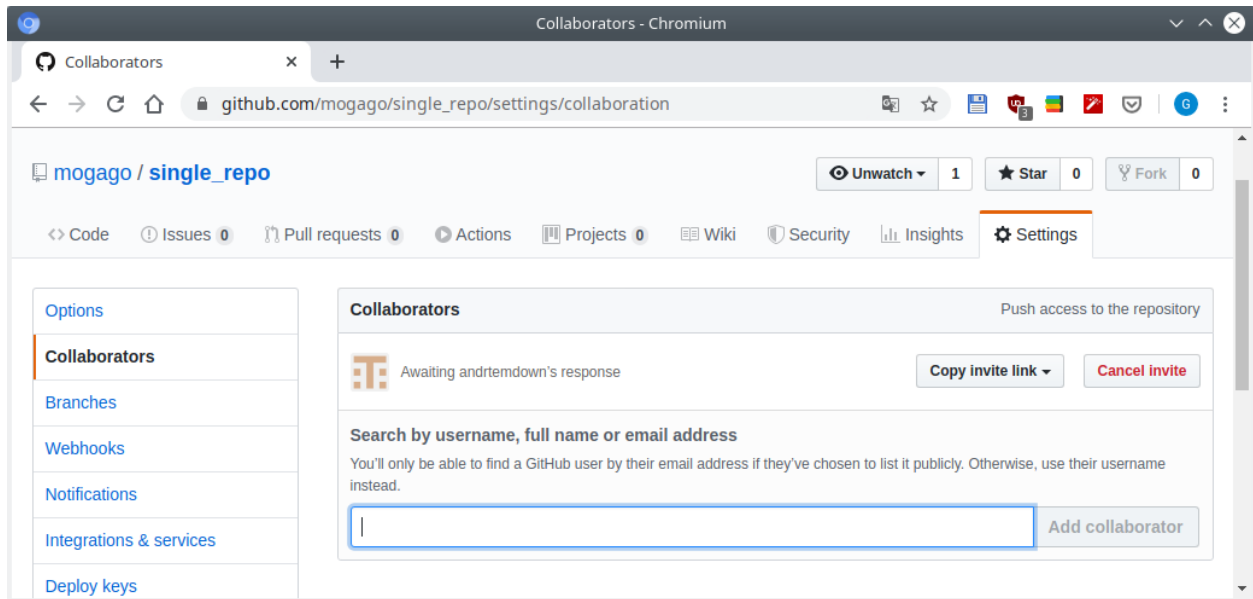 Collaborators - Chromium
Collaborators
github.com/mogago/single_repo/settings/collaboration
3
G
mogago / single_repo
Unwatch 1 Star 0 Fork 0
Code Issues 0 Pull requests 0 Actions Projects 0 Wiki Security Insights Settings
Options
Collaborators
Branches
Webhooks
Notifications
Integrations & services
Deploy keys
Collaborators Push access to the repository
Awaiting andrtemdown's response Copy invite link Cancel invite
Search by username, full name or email address
You'll only be able to find a GitHub user by their email address if they've chosen to list it publicly. Otherwise, use their username
instead.
Add collaborator